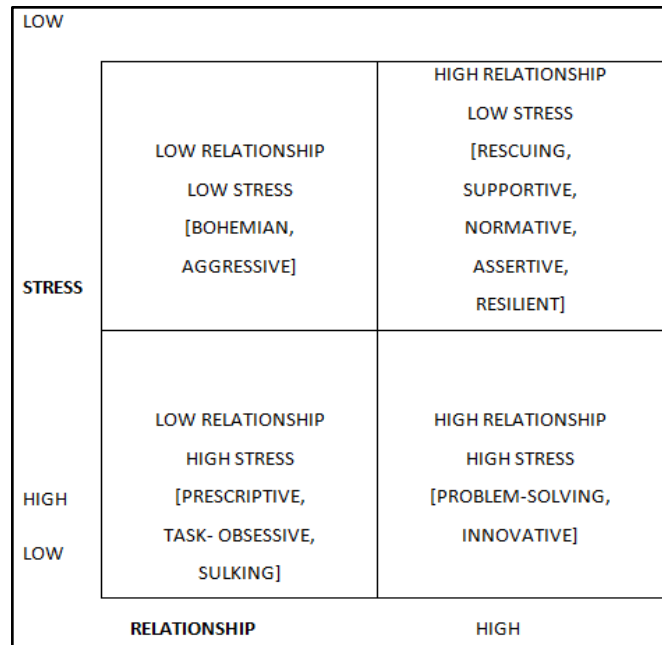 LOW
LOW RELATIONSHIP
LOW STRESS
[BOHEMIAN,
AGGRESSIVE]
HIGH RELATIONSHIP
LOW STRESS
[RESCUING,
SUPPORTIVE,
NORMATIVE,
ASSERTIVE,
RESILIENT]
STRESS
LOW RELATIONSHIP
HIGH STRESS
[PRESCRIPTIVE,
TASK- OBSESSIVE,
SULKING]
HIGH RELATIONSHIP
HIGH STRESS
[PROBLEM-SOLVING,
INNOVATIVE]
HIGH
LOW
RELATIONSHIP
HIGH